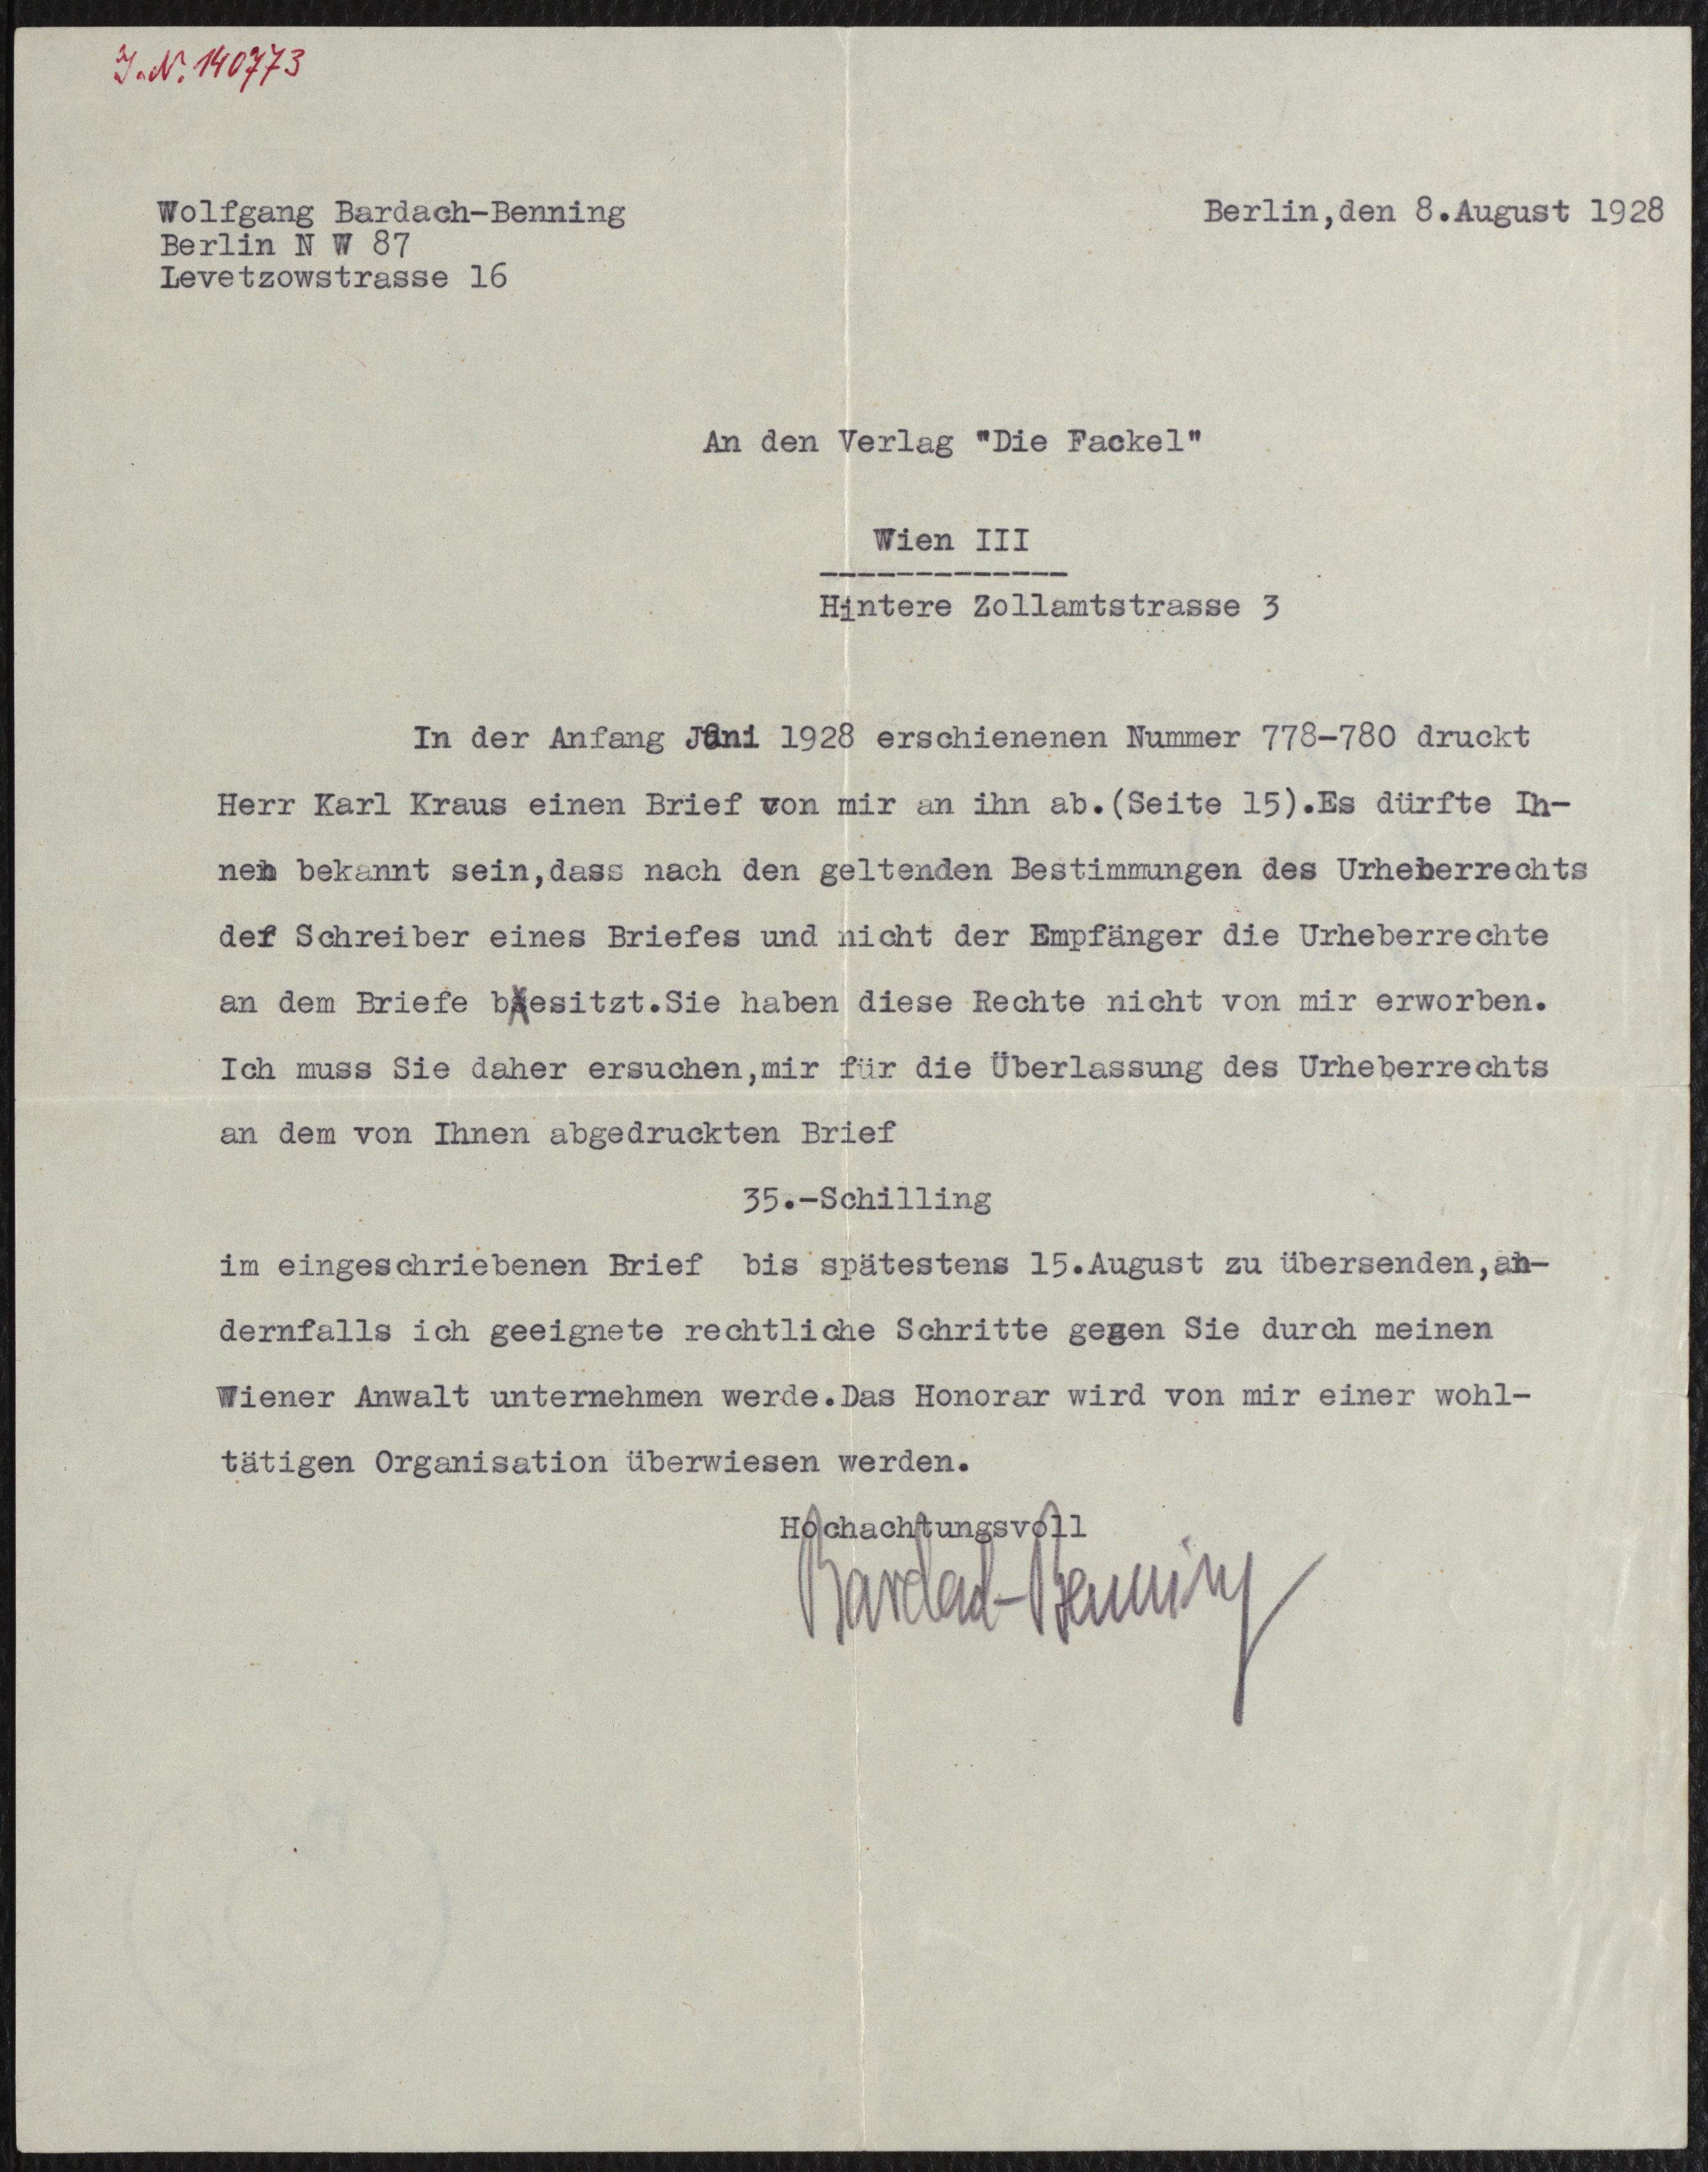 J.N. 140773
Wolfgang Bardach-Benning
Berlin,den 8.August 1928
Berlin N W 87
Levetzowstrasse 16
An den Verlag "Die Fackel"
Wien III
-------------
Hintere Zollamtstrasse 3
In der Anfang Juni 1928 erschienenen Nummer 778-780 druckt
Herr Karl Kraus einen Brief von mir an ihn ab.(Seite 15).Es dürfte Ih-
nen bekannt sein,dass nach den geltenden Bestimmungen des Urheberrechts
der Schreiber eines Briefes und nicht der Empfänger die Urheberrechte
an dem Briefe besitzt.Sie haben diese Rechte nicht von mir erworben.
Ich muss Sie daher ersuchen,mir für die Überlassung des Urheberrechts
an dem von Ihnen abgedruckten Brief
35.-Schilling
im eingeschriebenen Brief bis spätestens 15.August zu übersenden,an-
dernfalls ich geeignete rechtliche Schritte gegen Sie durch meinen
Wiener Anwalt unternehmen werde.Das Honorar wird von mir einer wohl-
tätigen Organisation überwiesen werden.
Hochachtungsvoll
Bardach-Benning